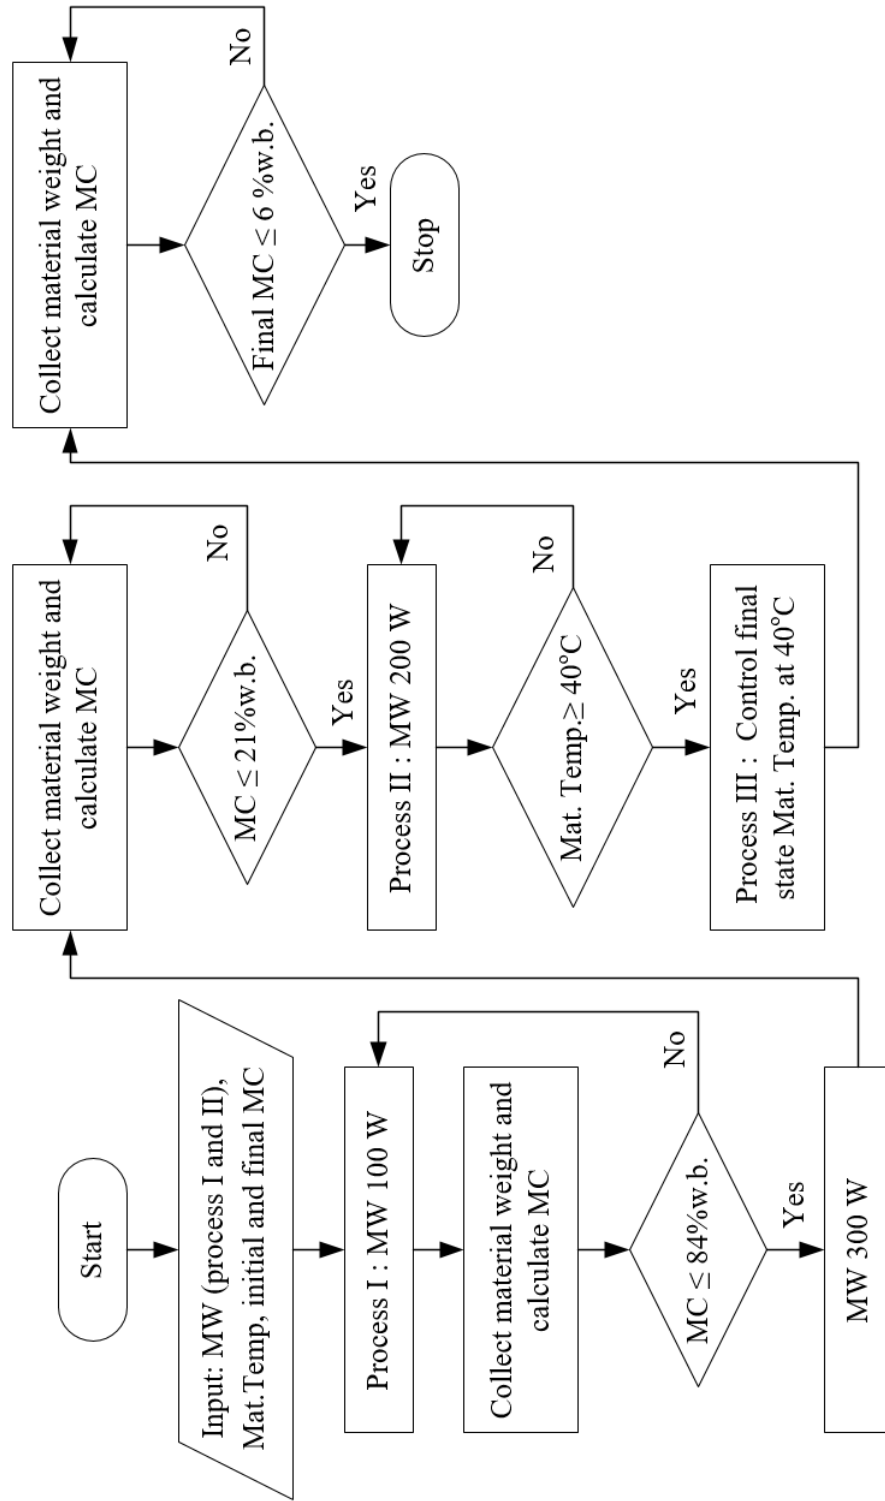 Start
Input: MW (process I and II),
Mat.Temp, initial and final MC
Process I : MW 100 W
Collect material weight and
calculate MC
MC ≤ 84%w.b.
No
Yes
MW 300 W
Collect material weight and
calculate MC
MC ≤ 21%w.b.
No
Yes
Process II : MW 200 W
Mat. Temp.≥ 40°C
No
Yes
Process III :  Control final
state Mat. Temp. at 40°C
Collect material weight and
calculate MC
Final MC ≤ 6 %w.b.
No
Yes
Stop